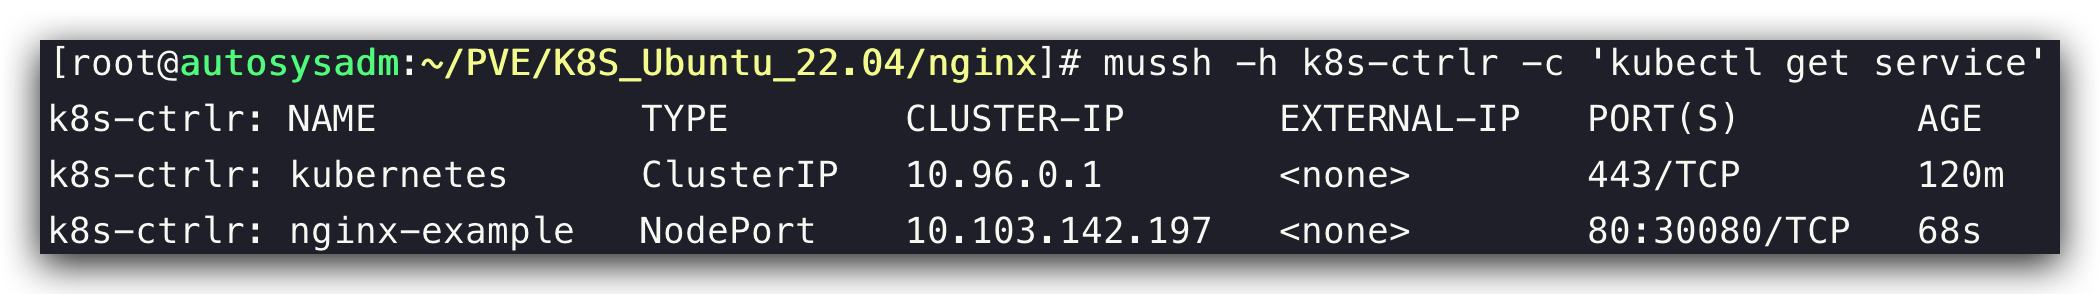 [root@autosysadm:~/PVE/K8S_Ubuntu_22.04/nginx]# mussh -h k8s-ctrlr -c 'kubectl get service'
k8s-ctrlr: NAME            TYPE        CLUSTER-IP       EXTERNAL-IP   PORT(S)        AGE
k8s-ctrlr: kubernetes      ClusterIP   10.96.0.1        <none>        443/TCP        120m
k8s-ctrlr: nginx-example   NodePort    10.103.142.197   <none>        80:30080/TCP   68s